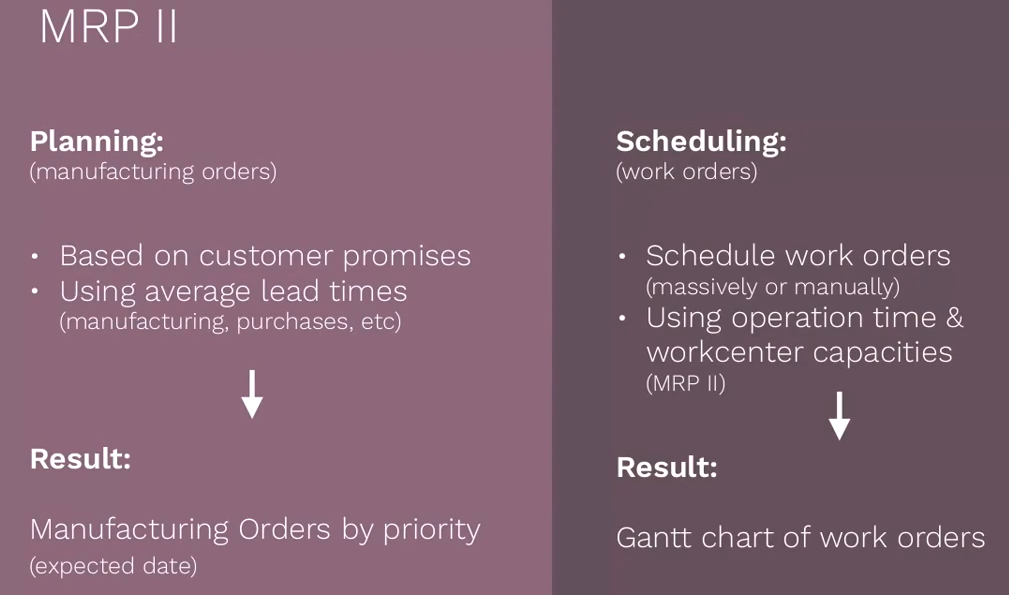 MRP II
Planning:
(manufacturing orders)
• Based on customer promises
• Using average lead times
(manufacturing, purchases, etc)
Result:
Manufacturing Orders by priority
(expected date)
Scheduling:
(work orders)
• Schedule work orders
(massively or manually)
• Using operation time &
workcenter capacities
(MRP II)
Result:
Gantt chart of work orders